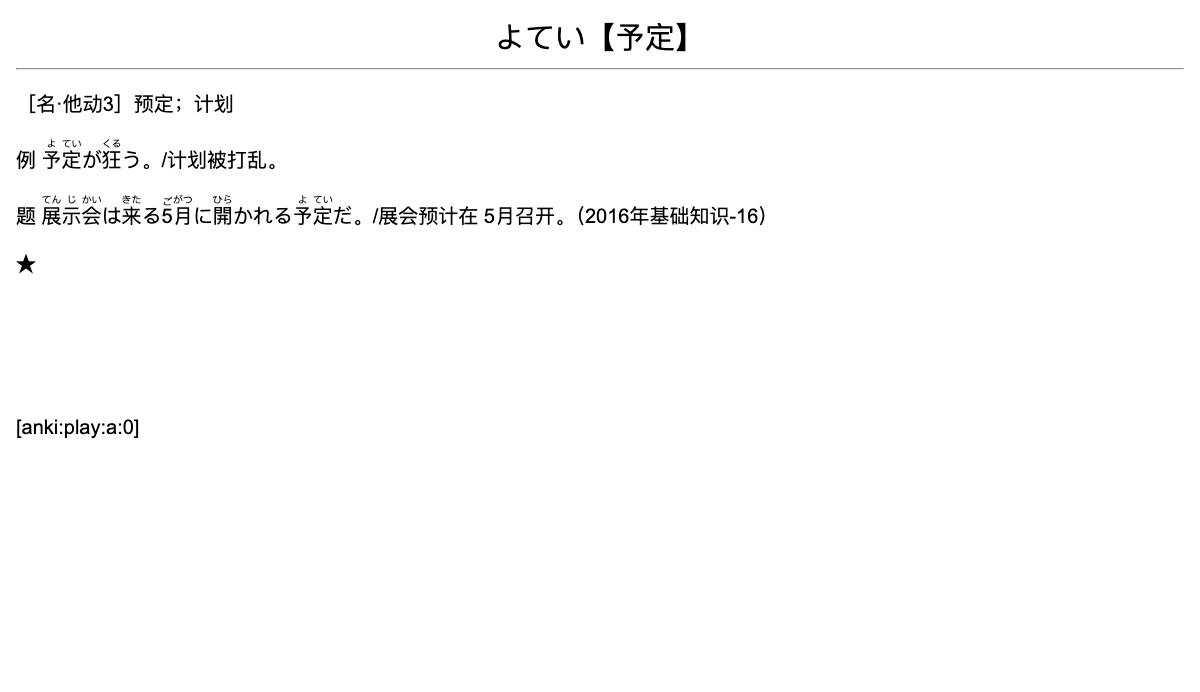 よてい【予定】
［名·他动3］预定；计划
よ てい くる
例 予定が狂う。/计划被打乱。
てん じ かい きた ごがつ ひら よ てい
题 展示会は来る5月に開かれる予定だ。/展会预计在 5月召开。（2016年基础知识-16）
★
[anki:play:a:0]